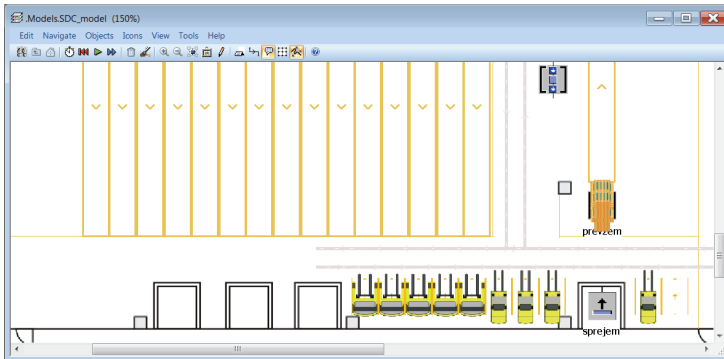 .Models.SDC_model (150%)
Edit Navigate Objects Icons View Tools Help
prevzem
sprejem